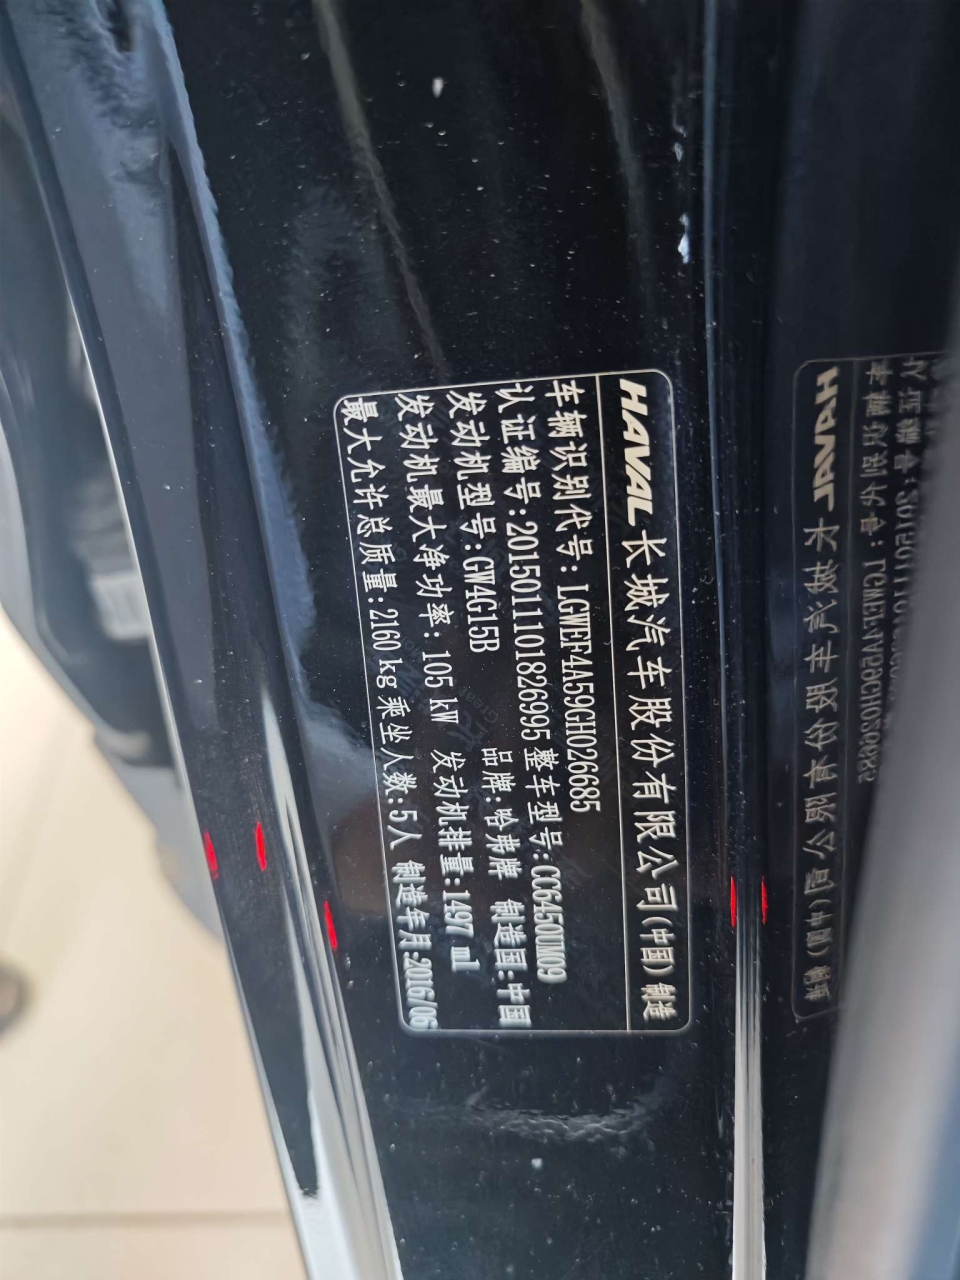 HAVAL 长城汽车股份有限公司(中国) 制造
车辆识别代号: LGWEF4A59GH026685
认证编号:2015011101826995 整车型号:CC6450UM09
发动机型号:GW4G15B 品牌:哈弗牌 制造国:中国
发动机最大净功率: 105 kW 发动机排量:1497 ml
最大允许总质量:2160 kg 乘坐人数:5人 制造年月:2016/06